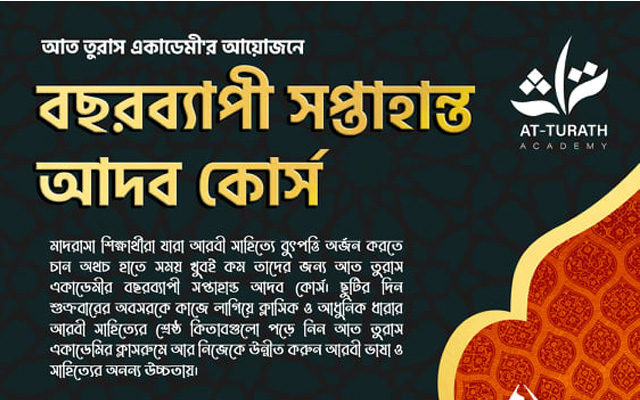 আত তুরাস একাডেমী'র আয়োজনে
বছরব্যাপী সপ্তাহান্ত
আদব কোর্স
تراث
AT-TURATH
ACADEMY
মাদরাসা শিক্ষার্থীরা যারা আরবী সাহিত্যে বুৎপত্তি অর্জন করতে
চান অথচ হাতে সময় খুবই কম তাদের জন্য আত তুরাস
একাডেমীর বছরব্যাপী সপ্তাহান্ত আদব কোর্স। ছুটির দিন
শুক্রবারের অবসরকে কাজে লাগিয়ে ক্লাসিক ও আধুনিক ধারার
আরবী সাহিত্যের শ্রেষ্ঠ কিতাবগুলো পড়ে নিন আত তুরাস
একাডেমির ক্লাসরুমে আর নিজেকে উন্নীত করুন আরবী ভাষা ও
সাহিত্যের অনন্য উচ্চতায়।